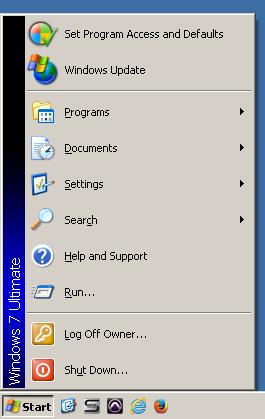 Set Program Access and Defaults
Windows Update
Programs
Documents
Settings
Search
Help and Support
Run...
Log Off Owner...
Shut Down...
Windows 7 Ultimate
Start